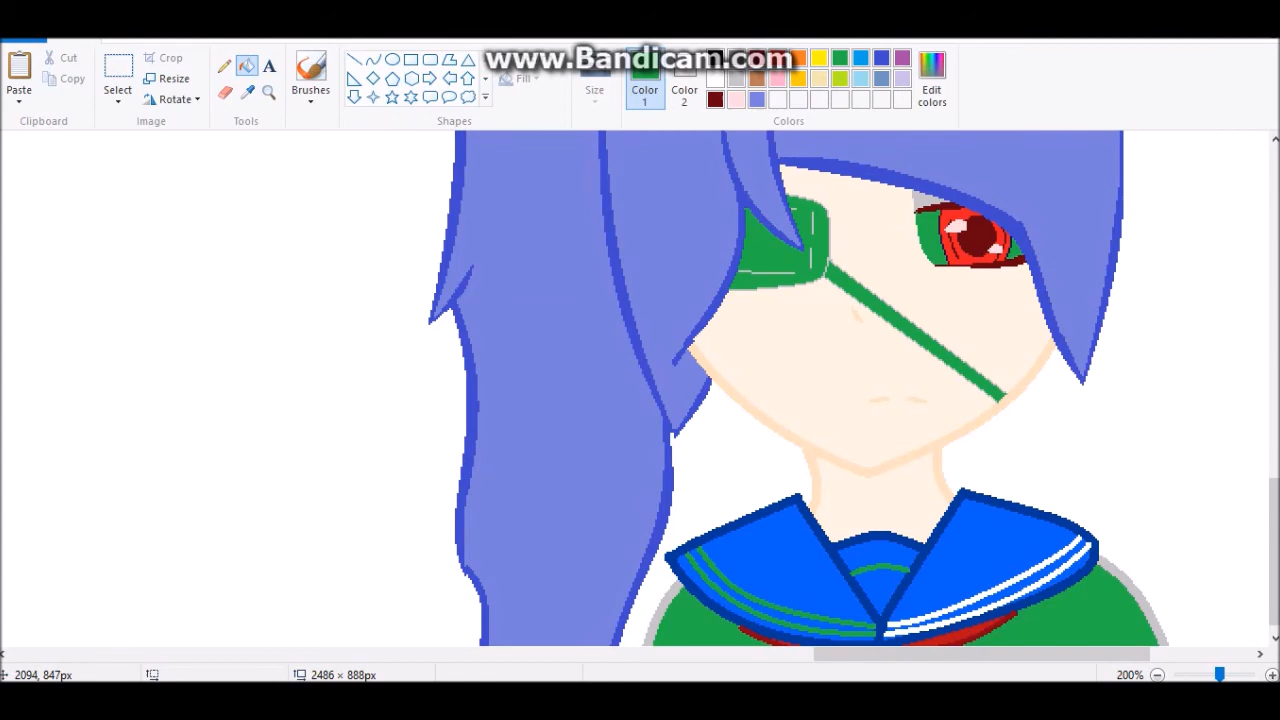 www.Bandicam.com
Paste
Cut
Copy
Clipboard
Select
Crop
Resize
Rotate
Image
Tools
Brushes
Shapes
Fill
Size
Color 1
Color 2
Edit colors
Colors
2094, 847px
2486 × 888px
200%